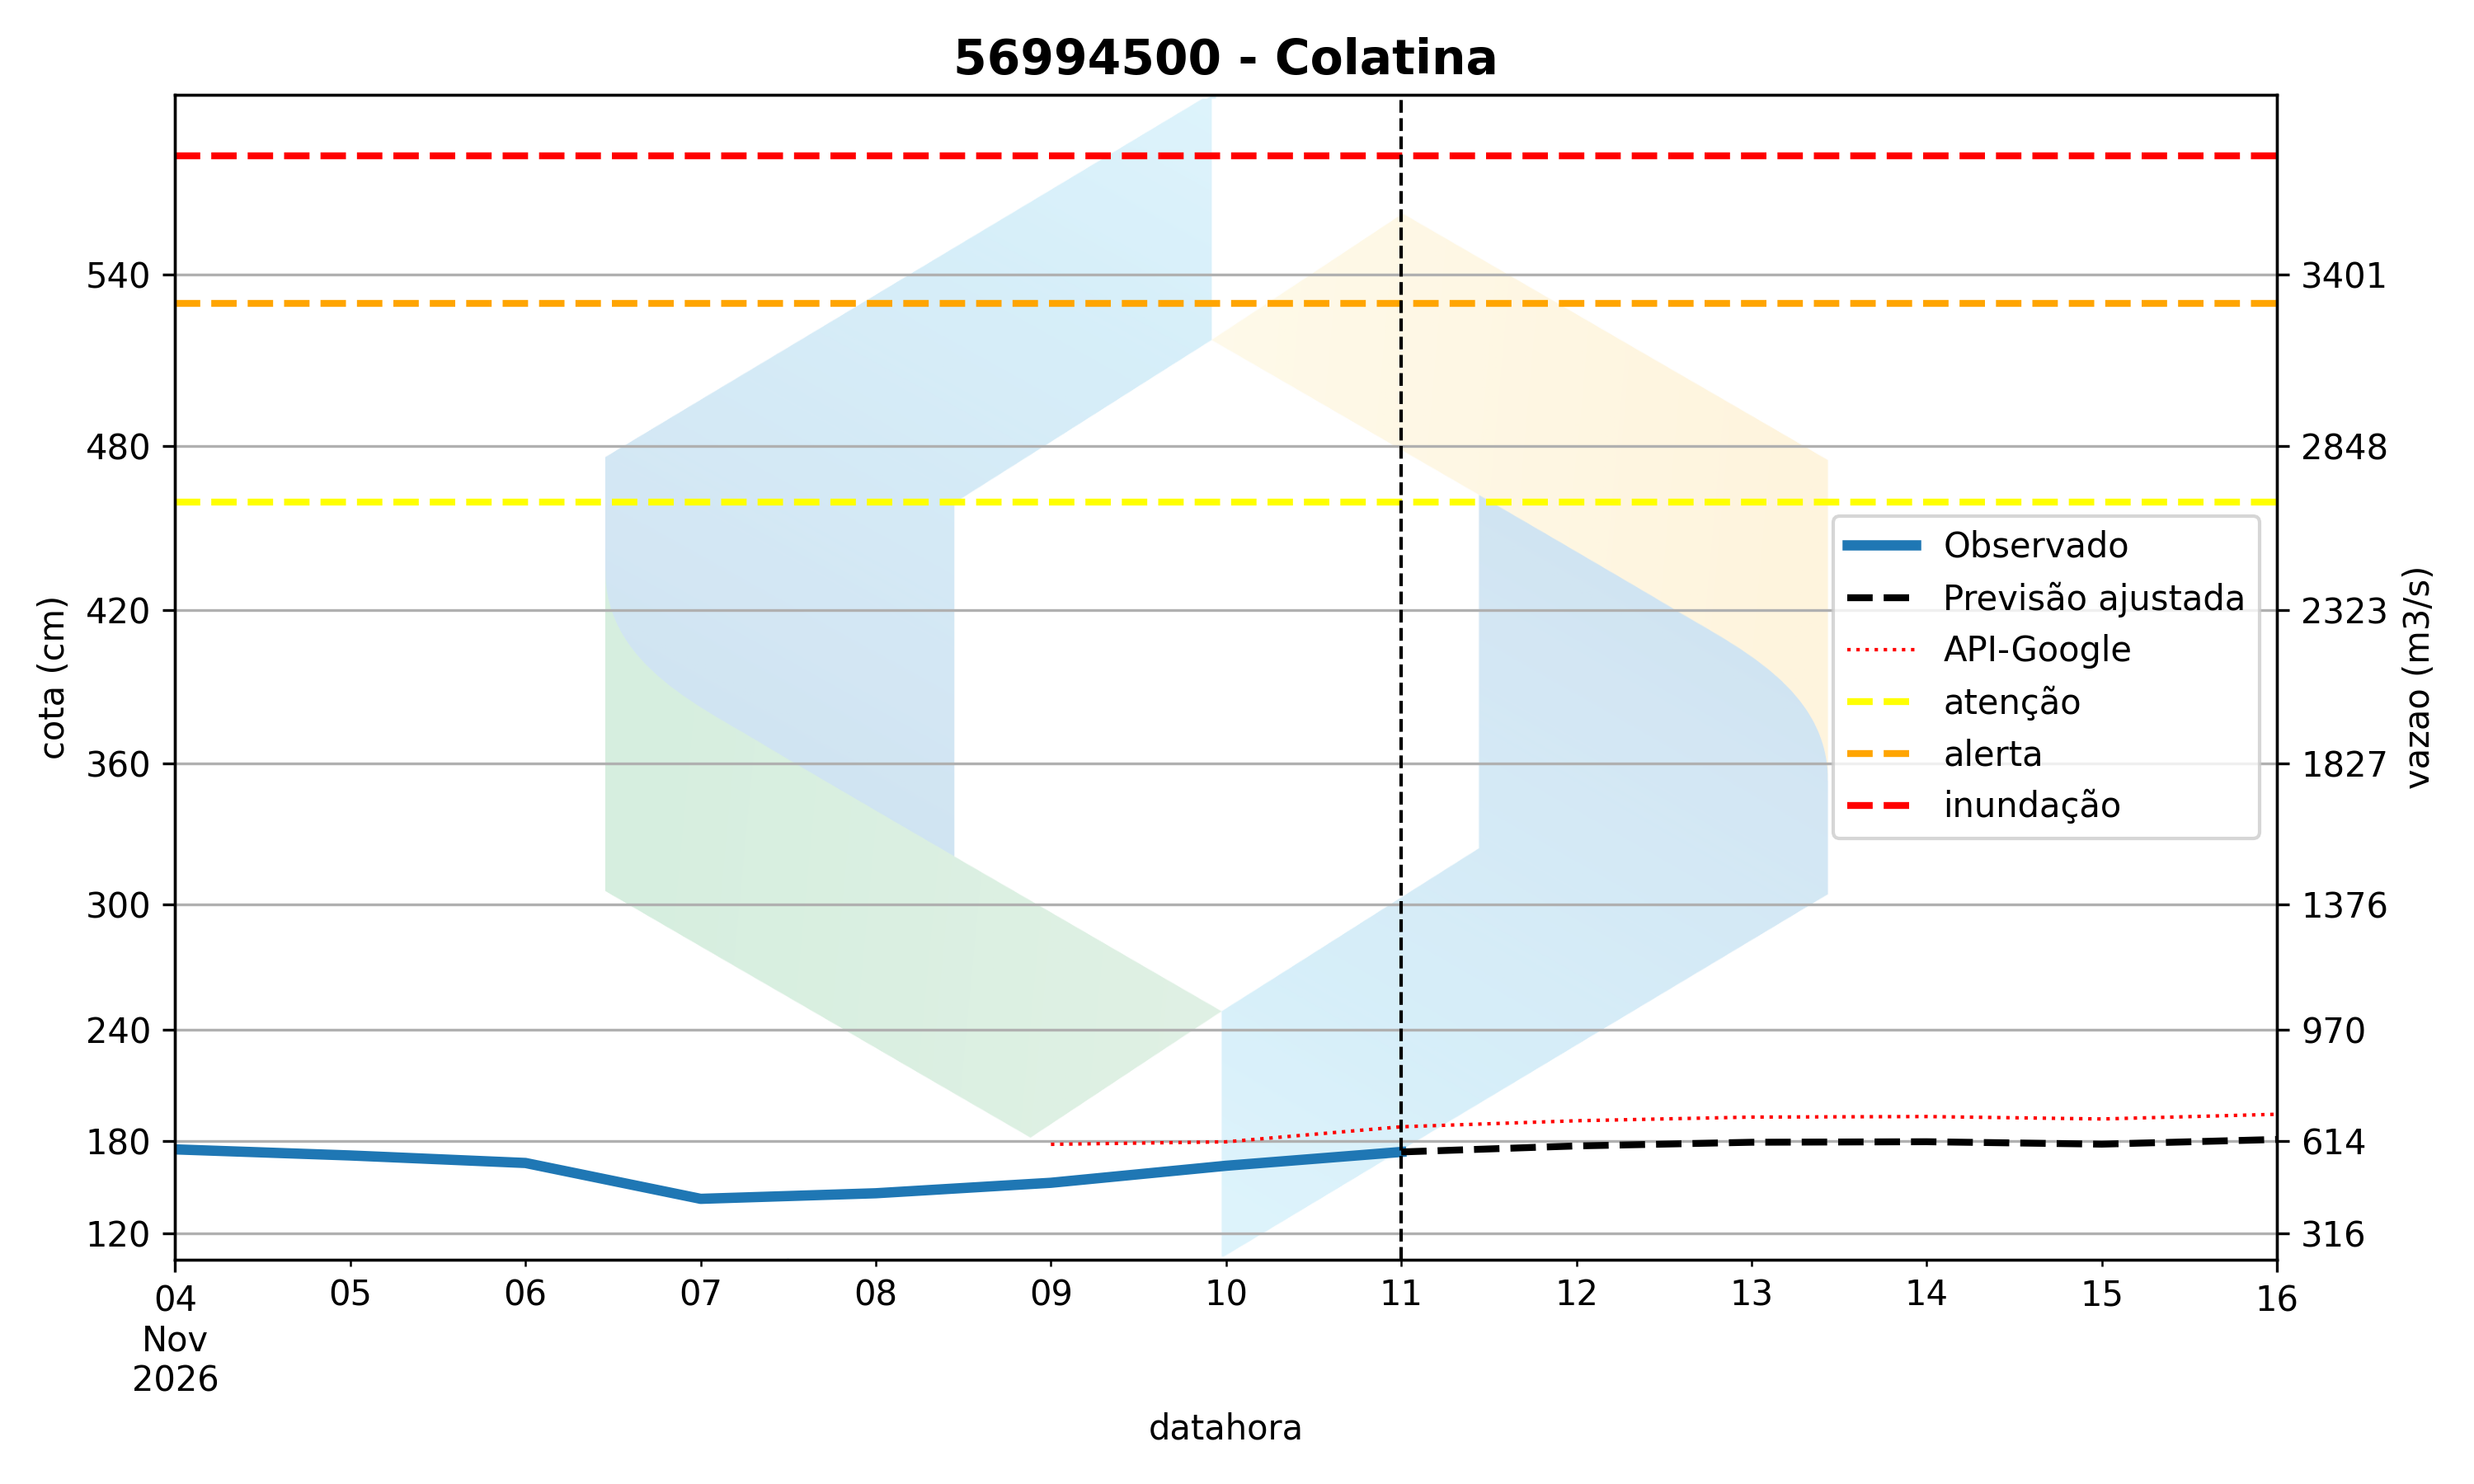 56994500 - Colatina
540
480
420
360
300
240
180
120
cota (cm)
3401
2848
2323
1827
1376
970
614
316
vazao (m3/s)
Observado
Previsão ajustada
API-Google
atenção
alerta
inundação
04 05 06 07 08 09 10 11 12 13 14 15 16
Nov
2026
datahora